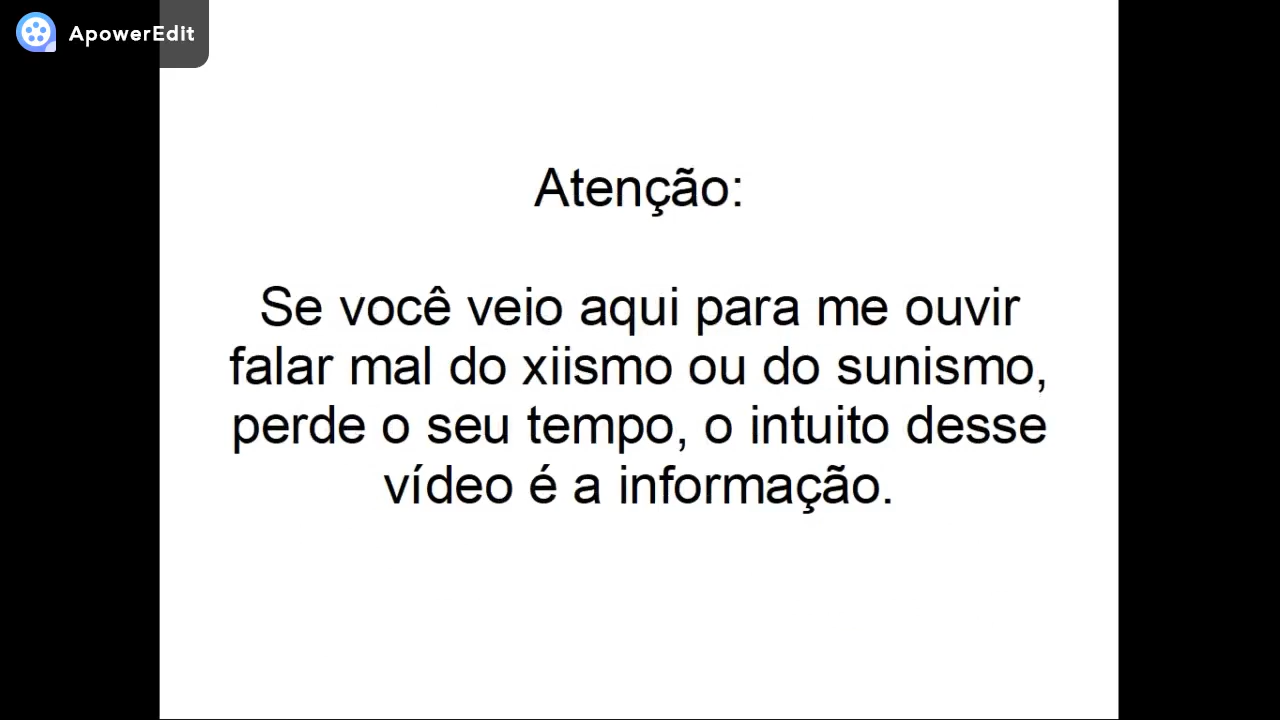 ApowerEdit
Atenção:
Se você veio aqui para me ouvir
falar mal do xiismo ou do sunismo,
perde o seu tempo, o intuito desse
vídeo é a informação.